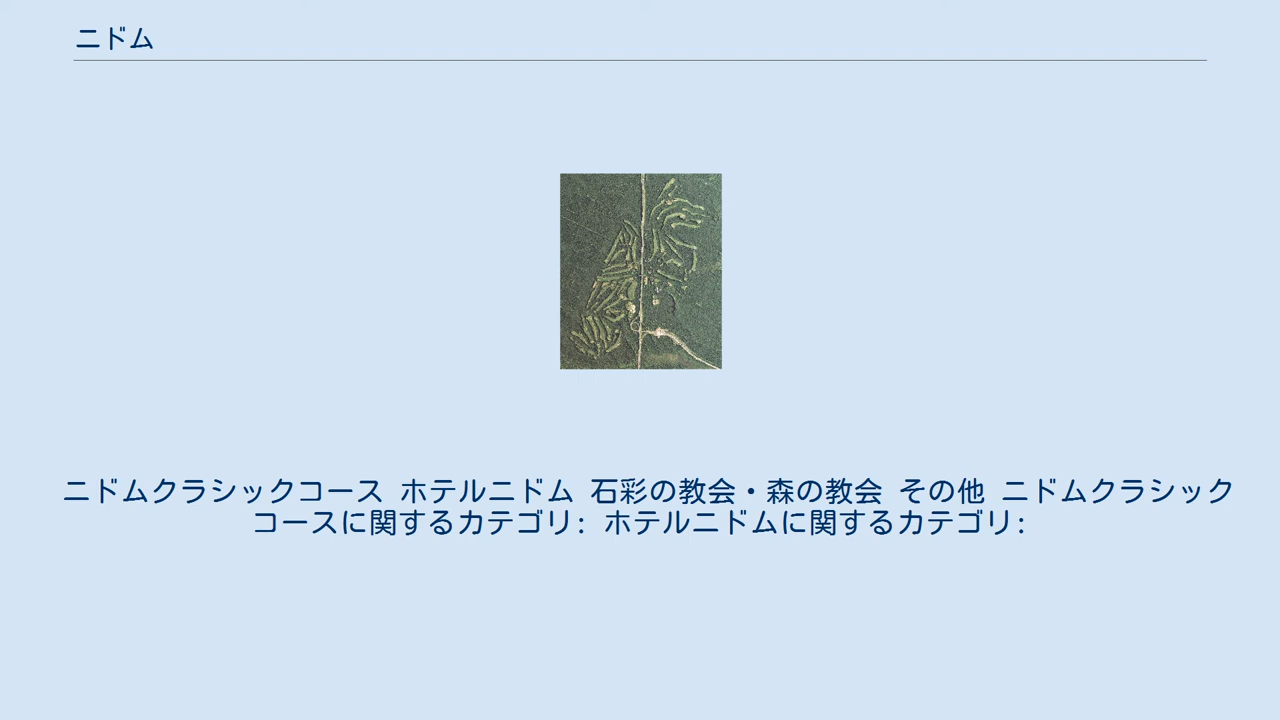 ニドム
ニドムクラシックコース ホテルニドム 石彩の教会・森の教会 その他 ニドムクラシック
コースに関するカテゴリ: ホテルニドムに関するカテゴリ: